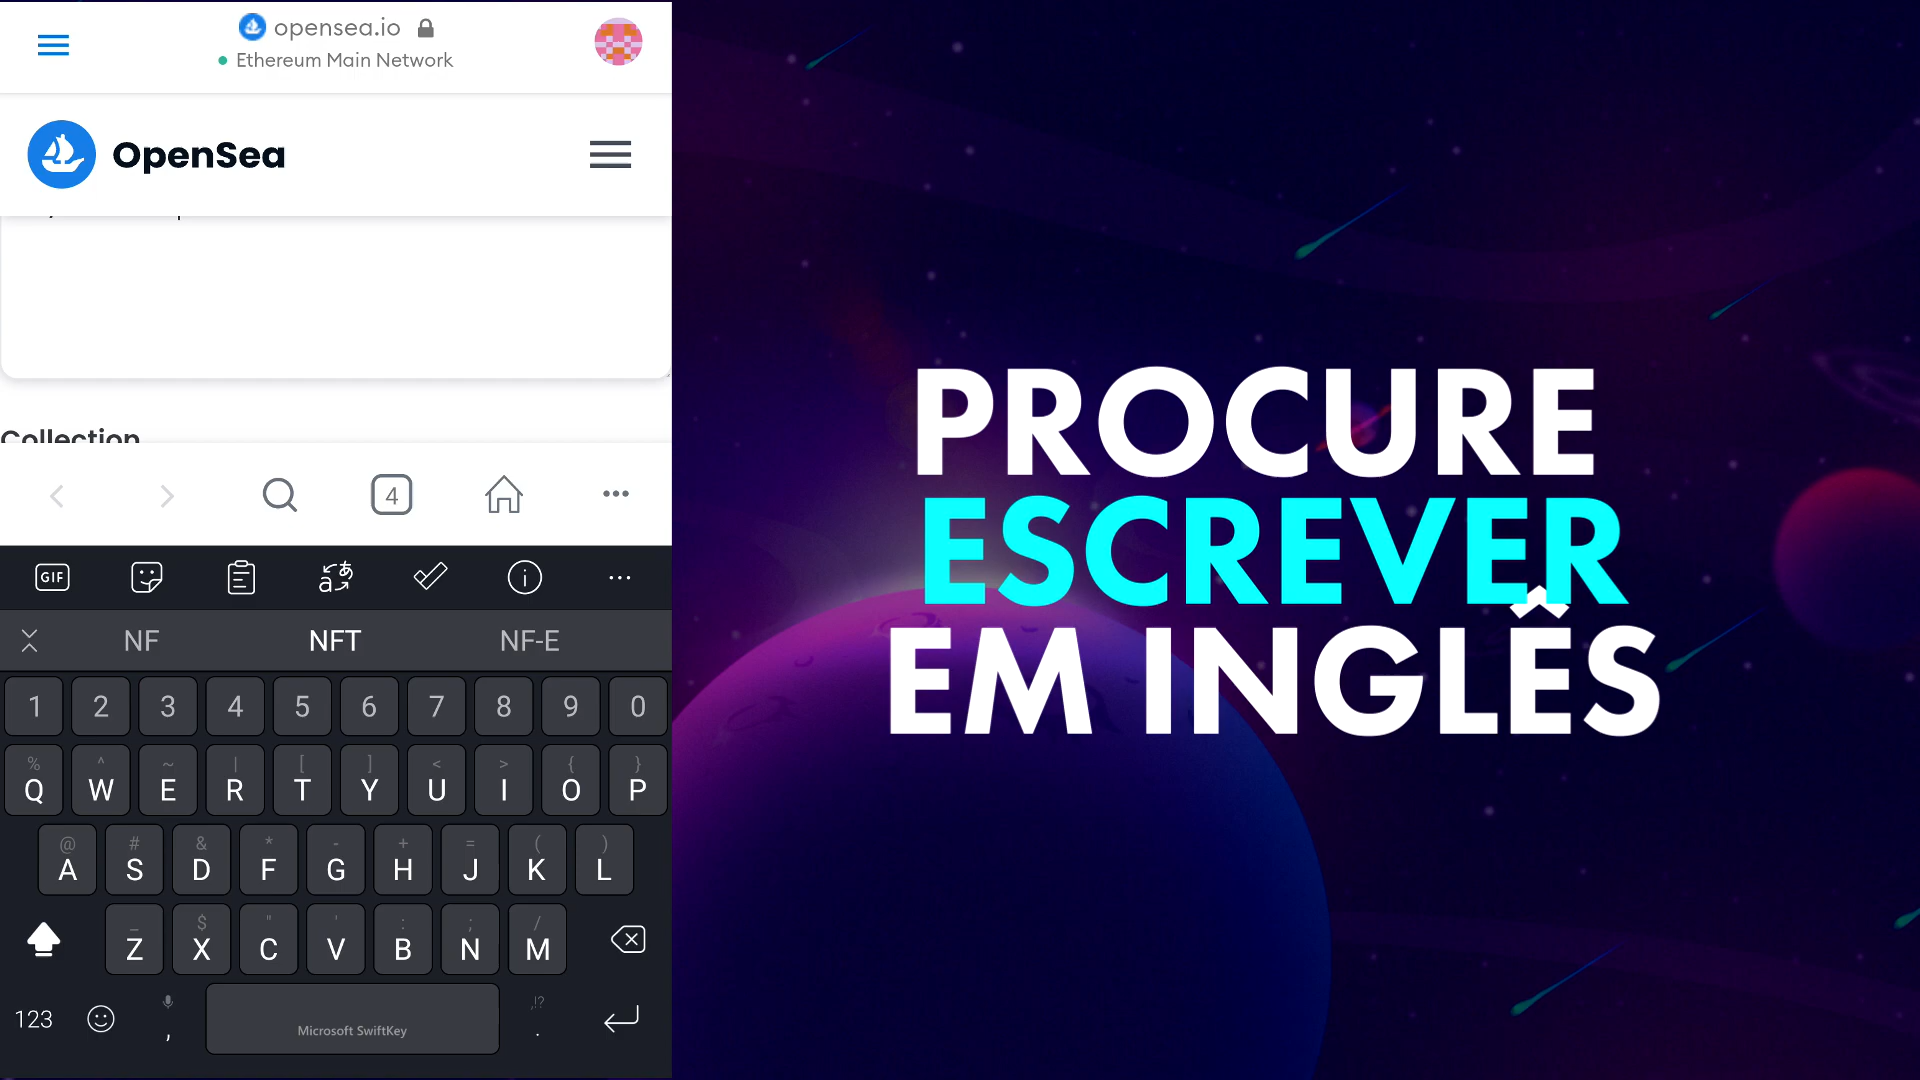 opensea.io
Ethereum Main Network
OpenSea
Collection
4
GIF
NF NFT NF-E
1 2 3 4 5 6 7 8 9 0
% ^ ~ | [ ] < > { }
Q W E R T Y U I O P
@ # & * - + = ( )
A S D F G H J K L
_ $ " ' : ; /
Z X C V B N M
123 , Microsoft SwiftKey ,!? .
PROCURE
ESCREVER
EM INGLÊS